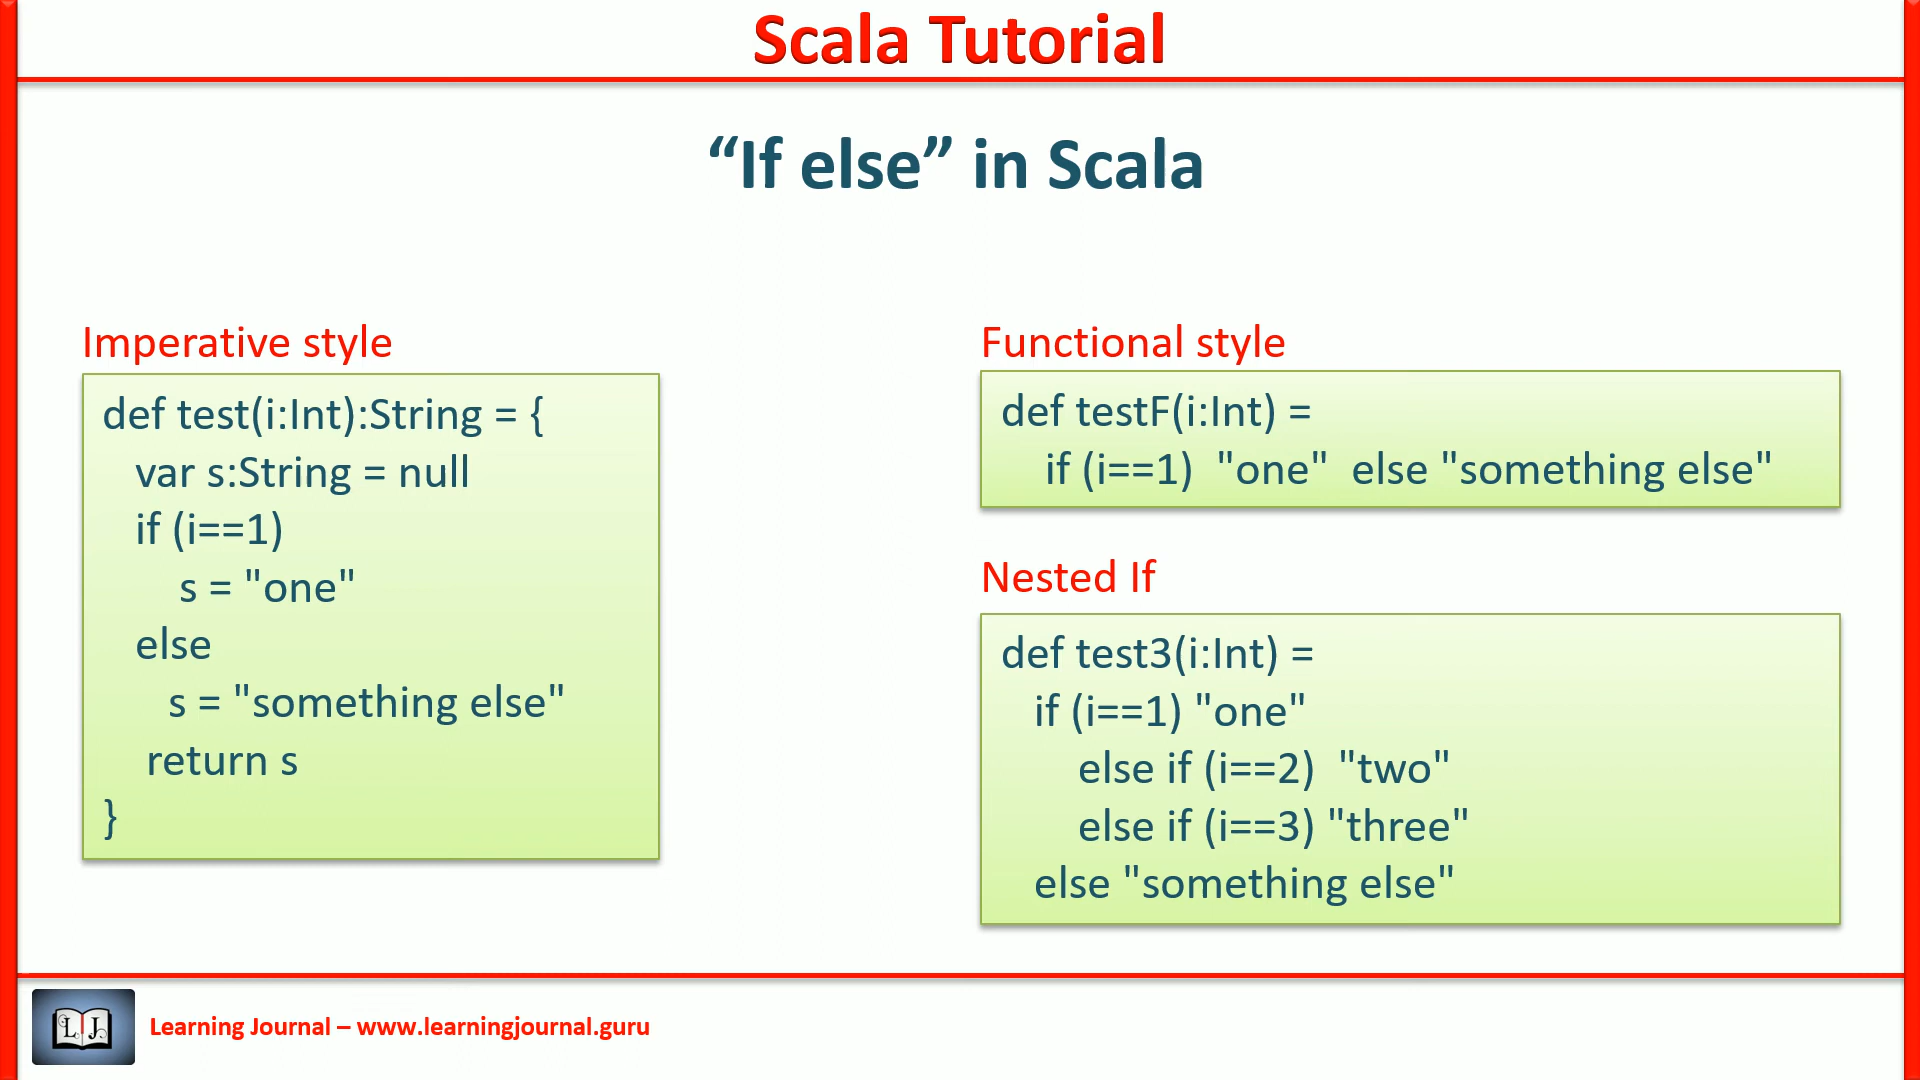 Scala Tutorial
“If else” in Scala
Imperative style
def test(i:Int):String = {
var s:String = null
if (i==1)
s = "one"
else
s = "something else"
return s
}
Functional style
def testF(i:Int) =
if (i==1)  "one"  else "something else"
Nested If
def test3(i:Int) =
if (i==1) "one"
else if (i==2)  "two"
else if (i==3) "three"
else "something else"
L J
Learning Journal – www.learningjournal.guru